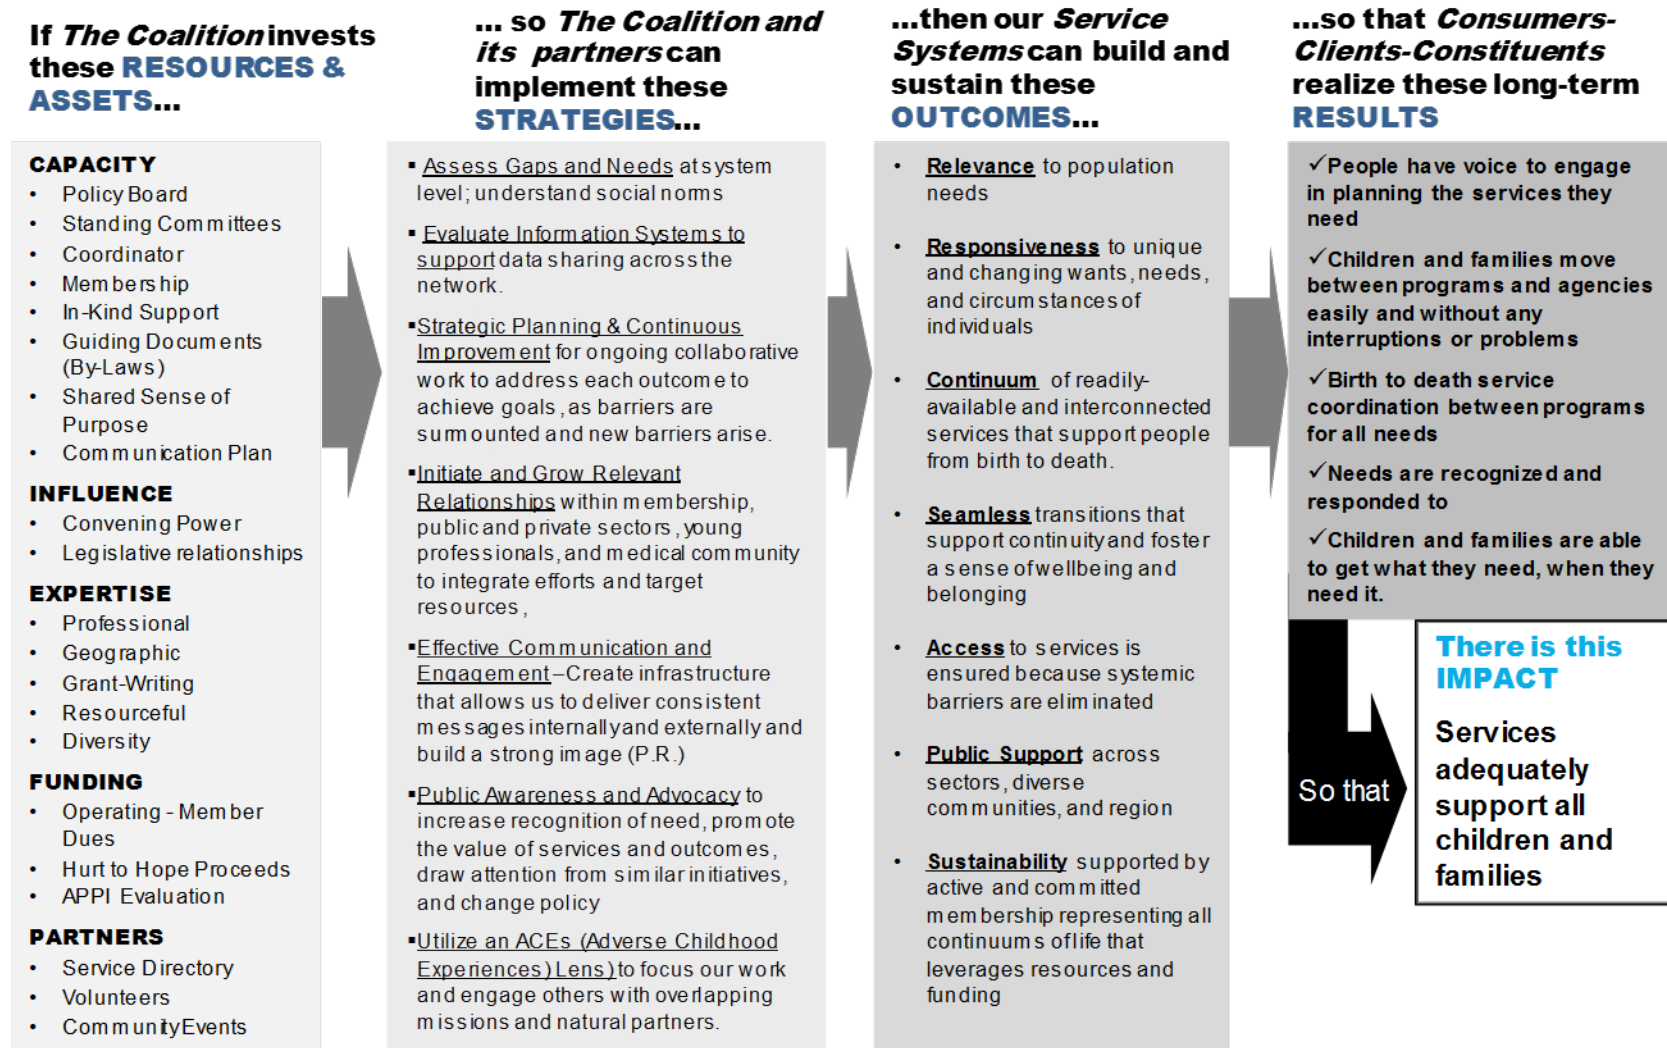 If The Coalition invests
these RESOURCES &
ASSETS...
CAPACITY
• Policy Board
• Standing Committees
• Coordinator
• Membership
• In-Kind Support
• Guiding Documents
(By-Laws)
• Shared Sense of
Purpose
• Communication Plan
INFLUENCE
• Convening Power
• Legislative relationships
EXPERTISE
• Professional
• Geographic
• Grant-Writing
• Resourceful
• Diversity
FUNDING
• Operating - Member
Dues
• Hurt to Hope Proceeds
• APPI Evaluation
PARTNERS
• Service Directory
• Volunteers
• Community Events
... so The Coalition and
its partners can
implement these
STRATEGIES...
▪ Assess Gaps and Needs at system
level; understand social norms
▪ Evaluate Information Systems to
support data sharing across the
network.
▪Strategic Planning & Continuous
Improvement for ongoing collaborative
work to address each outcome to
achieve goals, as barriers are
surmounted and new barriers arise.
▪Initiate and Grow Relevant
Relationships within membership,
public and private sectors, young
professionals, and medical community
to integrate efforts and target
resources,
▪Effective Communication and
Engagement–Create infrastructure
that allows us to deliver consistent
messages internally and externally and
build a strong image (P.R.)
▪Public Awareness and Advocacy to
increase recognition of need, promote
the value of services and outcomes,
draw attention from similar initiatives,
and change policy
▪Utilize an ACEs (Adverse Childhood
Experiences) Lens) to focus our work
and engage others with overlapping
missions and natural partners.
...then our Service
Systems can build and
sustain these
OUTCOMES...
• Relevance to population
needs
• Responsiveness to unique
and changing wants, needs,
and circumstances of
individuals
• Continuum of readily-
available and interconnected
services that support people
from birth to death.
• Seamless transitions that
support continuity and foster
a sense of wellbeing and
belonging
• Access to services is
ensured because systemic
barriers are eliminated
• Public Support across
sectors, diverse
communities, and region
• Sustainability supported by
active and committed
membership representing all
continuums of life that
leverages resources and
funding
...so that Consumers-
Clients-Constituents
realize these long-term
RESULTS
✓People have voice to engage
in planning the services they
need
✓Children and families move
between programs and agencies
easily and without any
interruptions or problems
✓Birth to death service
coordination between programs
for all needs
✓Needs are recognized and
responded to
✓Children and families are able
to get what they need, when they
need it.
So that
There is this
IMPACT
Services
adequately
support all
children and
families